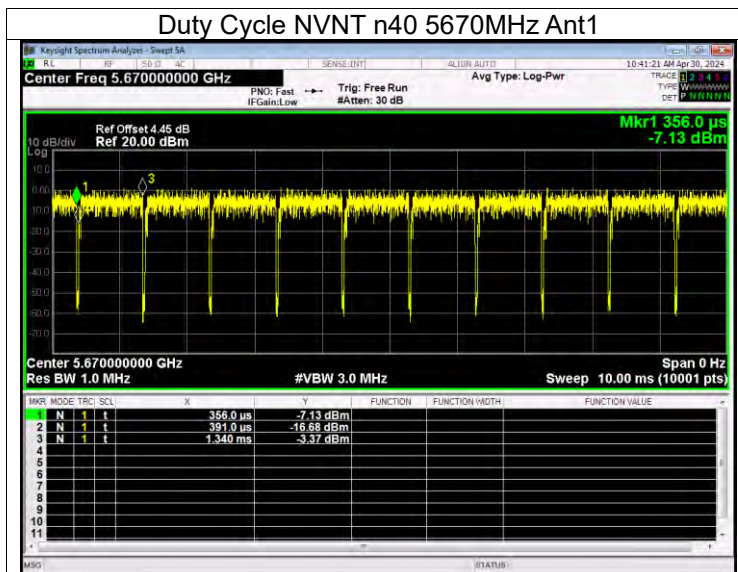 Duty Cycle NVNT n40 5670MHz Ant1
Keysight Spectrum Analyzer - Swept SA
RL RF 50 Ω AC SENSE:INT ALIGN AUTO 10:41:21 AM Apr 30, 2024
Center Freq 5.670000000 GHz
PNO: Fast
IFGain:Low
Trig: Free Run
#Atten: 30 dB
Avg Type: Log-Pwr
TRACE 1 2 3 4 5 6
TYPE
DET P N N N N N
Mkr1 356.0 µs
-7.13 dBm
Ref Offset 4.45 dB
10 dB/div Ref 20.00 dBm
Log
10.0
0.00
-10.0
-20.0
-30.0
-40.0
-50.0
-60.0
-70.0
1
3
Center 5.670000000 GHz Span 0 Hz
Res BW 1.0 MHz #VBW 3.0 MHz Sweep 10.00 ms (10001 pts)
MKR MODE TRC SCL X Y FUNCTION FUNCTION WIDTH FUNCTION VALUE
1 N 1 t 356.0 µs -7.13 dBm
2 N 1 t 391.0 µs -16.68 dBm
3 N 1 t 1.340 ms -3.37 dBm
4
5
6
7
8
9
10
11
MSG STATUS